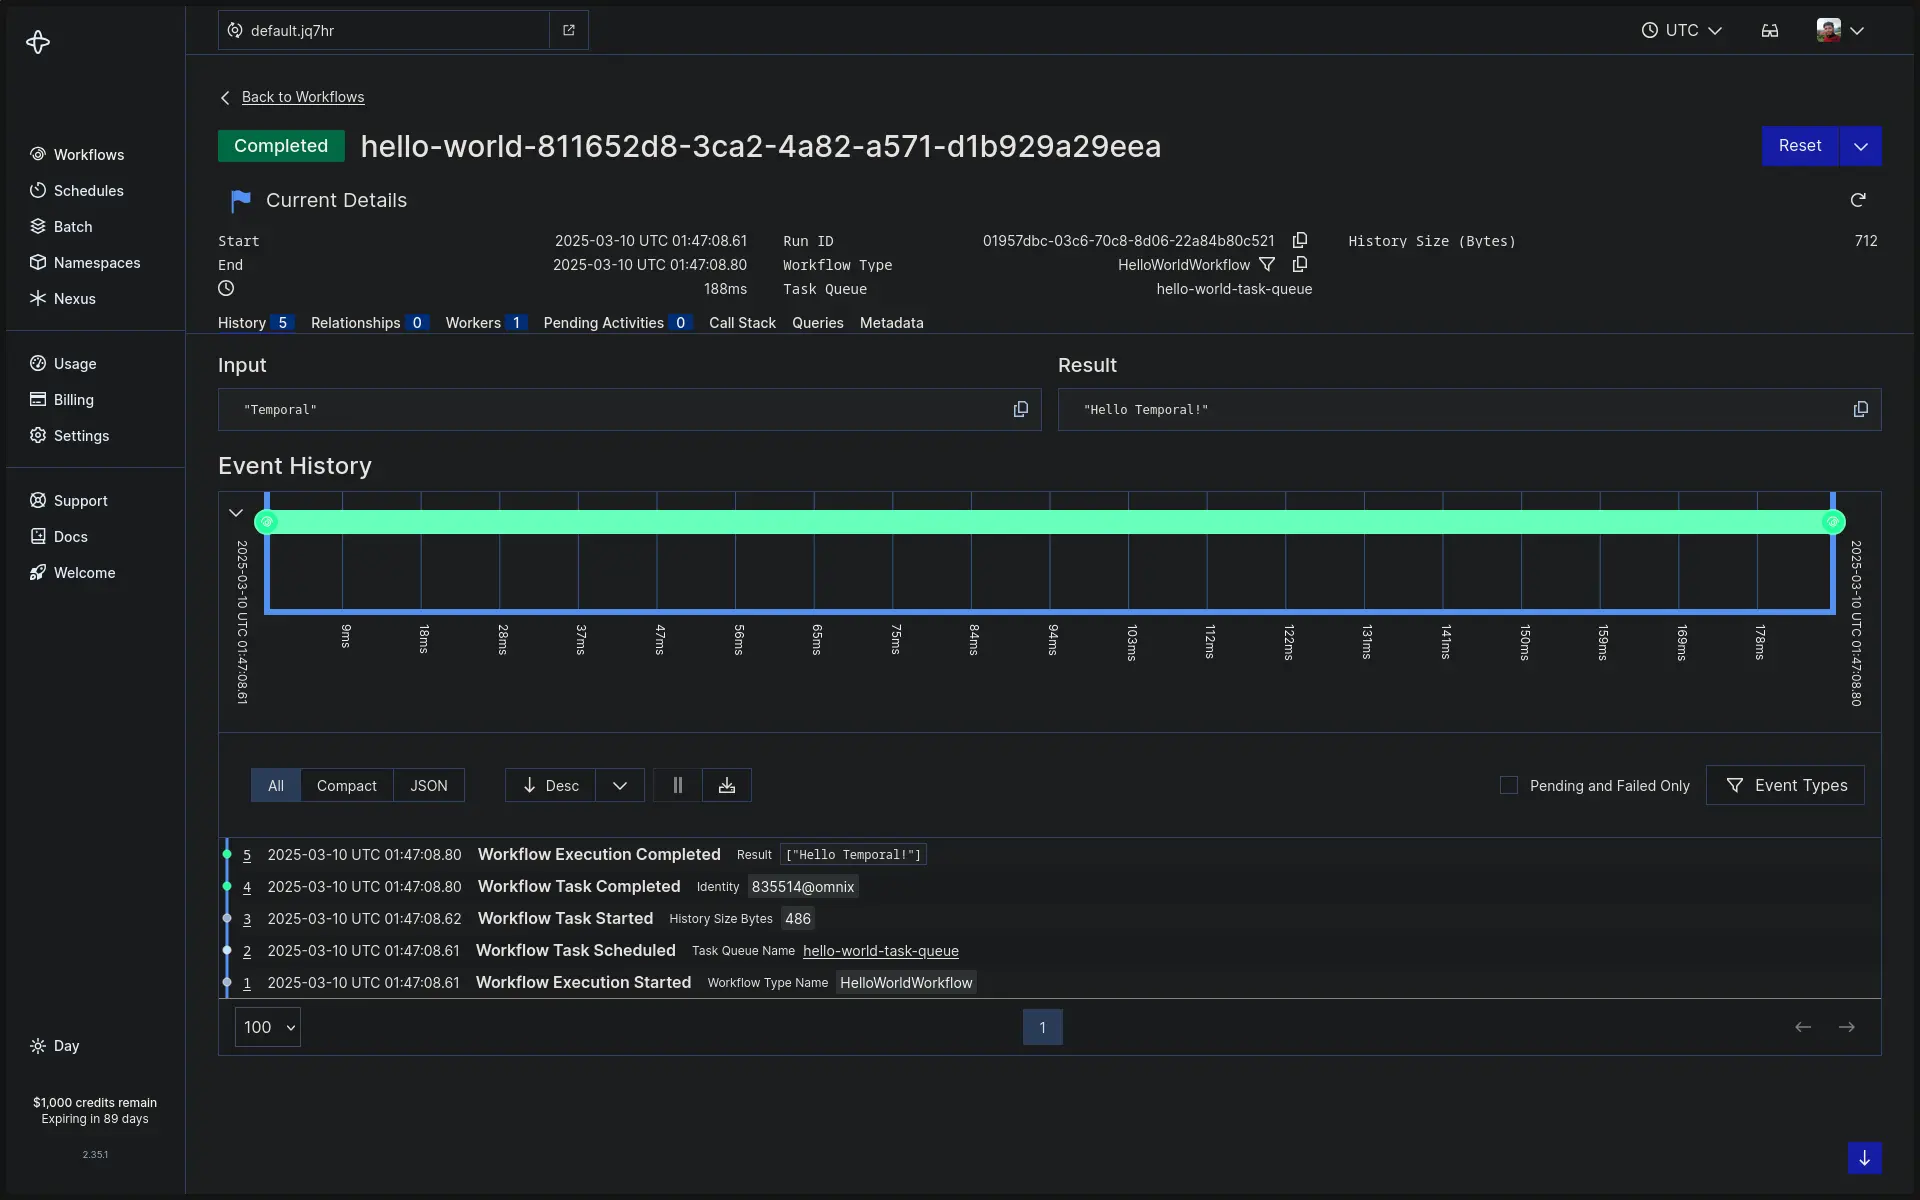 default.jq7hr
UTC
Workflows
Schedules
Batch
Namespaces
Nexus
Usage
Billing
Settings
Support
Docs
Welcome
Day
$1,000 credits remain
Expiring in 89 days
2.35.1
Back to Workflows
Completed hello-world-811652d8-3ca2-4a82-a571-d1b929a29eea
Reset
Current Details
Start 2025-03-10 UTC 01:47:08.61 Run ID 01957dbc-03c6-70c8-8d06-22a84b80c521 History Size (Bytes) 712
End 2025-03-10 UTC 01:47:08.80 Workflow Type HelloWorldWorkflow
188ms Task Queue hello-world-task-queue
History 5 Relationships 0 Workers 1 Pending Activities 0 Call Stack Queries Metadata
Input
"Temporal"
Result
"Hello Temporal!"
Event History
2025-03-10 UTC 01:47:08.61
9ms
18ms
28ms
37ms
47ms
56ms
65ms
75ms
84ms
94ms
103ms
112ms
122ms
131ms
141ms
150ms
159ms
169ms
178ms
2025-03-10 UTC 01:47:08.80
All Compact JSON Desc Pending and Failed Only Event Types
5 2025-03-10 UTC 01:47:08.80 Workflow Execution Completed Result ["Hello Temporal!"]
4 2025-03-10 UTC 01:47:08.80 Workflow Task Completed Identity 835514@omnix
3 2025-03-10 UTC 01:47:08.62 Workflow Task Started History Size Bytes 486
2 2025-03-10 UTC 01:47:08.61 Workflow Task Scheduled Task Queue Name hello-world-task-queue
1 2025-03-10 UTC 01:47:08.61 Workflow Execution Started Workflow Type Name HelloWorldWorkflow
100 1